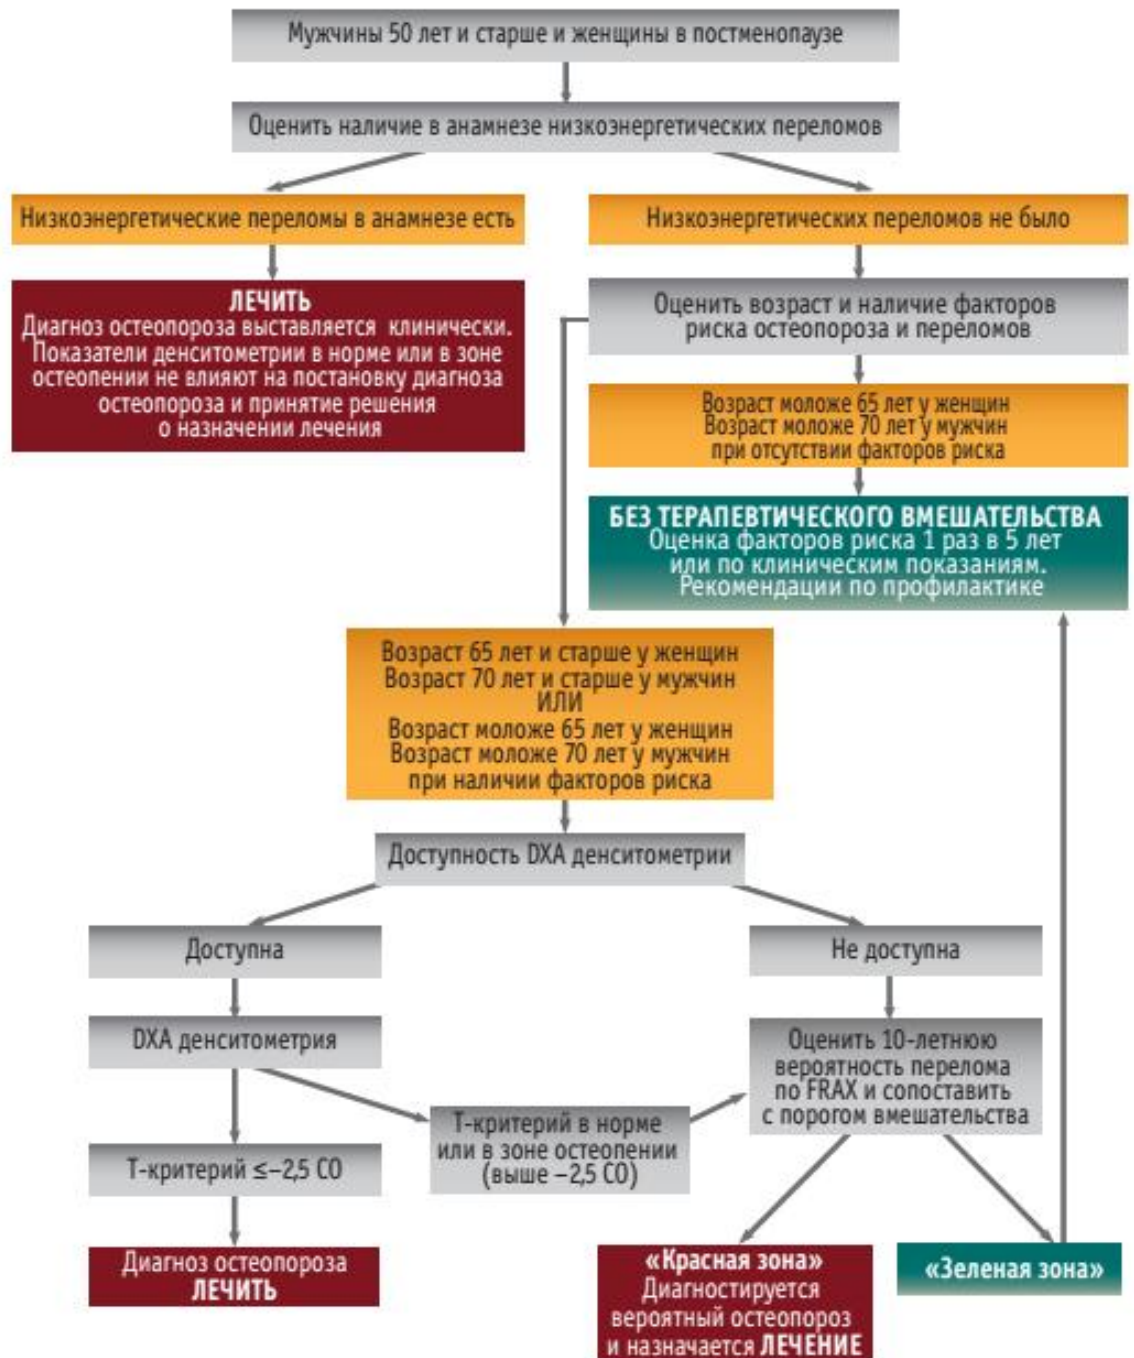 Мужчины 50 лет и старше и женщины в постменопаузе
Оценить наличие в анамнезе низкоэнергетических переломов
Низкоэнергетические переломы в анамнезе есть
Низкоэнергетических переломов не было
ЛЕЧИТЬ
Диагноз остеопороза выставляется клинически.
Показатели денситометрии в норме или в зоне
остеопении не влияют на постановку диагноза
остеопороза и принятие решения
о назначении лечения
Оценить возраст и наличие факторов
риска остеопороза и переломов
Возраст моложе 65 лет у женщин
Возраст моложе 70 лет у мужчин
при отсутствии факторов риска
БЕЗ ТЕРАПЕВТИЧЕСКОГО ВМЕШАТЕЛЬСТВА
Оценка факторов риска 1 раз в 5 лет
или по клиническим показаниям.
Рекомендации по профилактике
Возраст 65 лет и старше у женщин
Возраст 70 лет и старше у мужчин
ИЛИ
Возраст моложе 65 лет у женщин
Возраст моложе 70 лет у мужчин
при наличии факторов риска
Доступность DXA денситометрии
Доступна
Не доступна
DXA денситометрия
Оценить 10-летнюю
вероятность перелома
по FRAX и сопоставить
с порогом вмешательства
Т-критерий в норме
или в зоне остеопении
(выше −2,5 СО)
Т-критерий ≤−2,5 СО
Диагноз остеопороза
ЛЕЧИТЬ
«Красная зона»
Диагностируется
вероятный остеопороз
и назначается ЛЕЧЕНИЕ
«Зеленая зона»